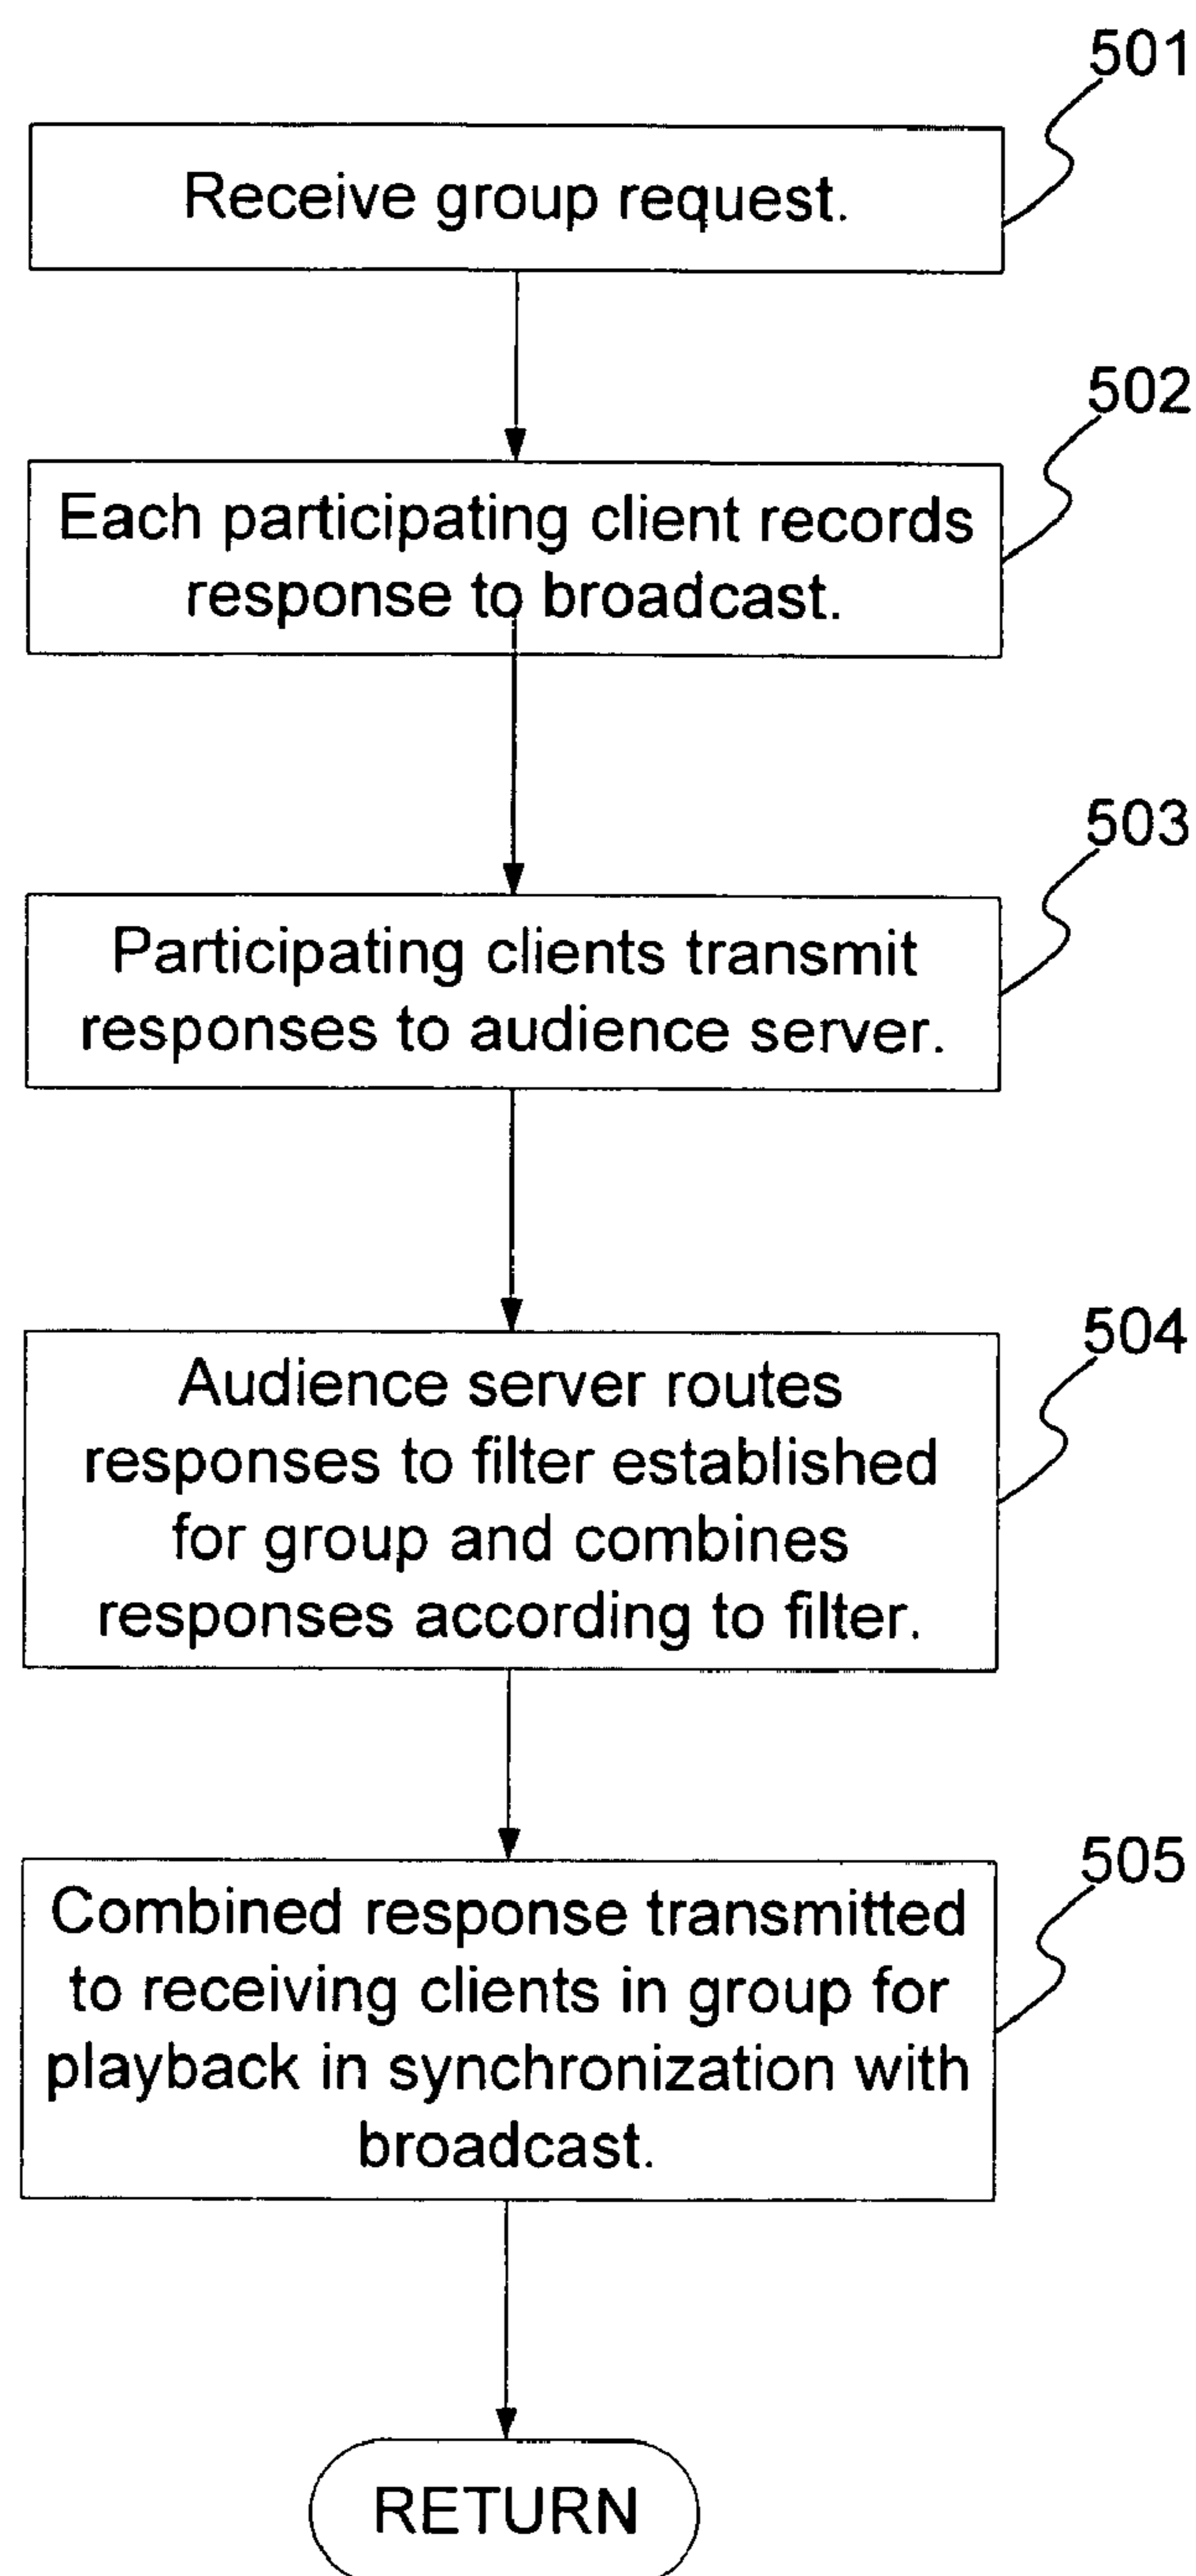 501
Receive group request.
502
Each participating client records
response to broadcast.
503
Participating clients transmit
responses to audience server.
504
Audience server routes
responses to filter established
for group and combines
responses according to filter.
505
Combined response transmitted
to receiving clients in group for
playback in synchronization with
broadcast.
RETURN